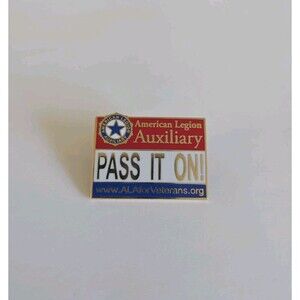 American Legion
Auxiliary
PASS IT ON!
www.ALAforVeterans.org